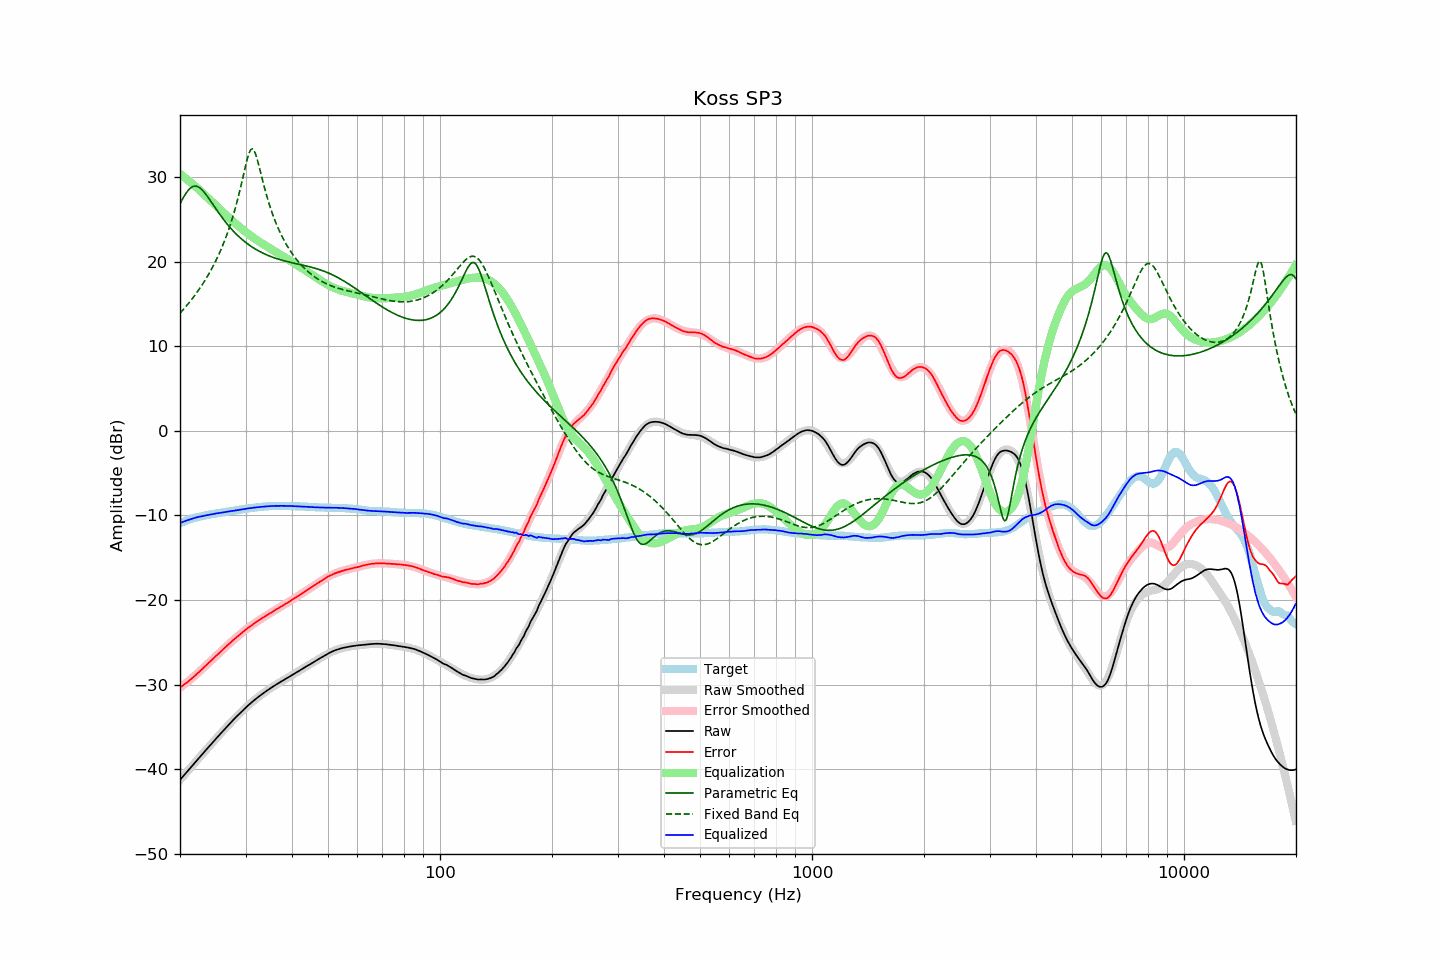 Koss SP3
Amplitude (dBr)
30
20
10
0
−10
−20
−30
−40
−50
Target
Raw Smoothed
Error Smoothed
Raw
Error
Equalization
Parametric Eq
Fixed Band Eq
Equalized
100
1000
10000
Frequency (Hz)